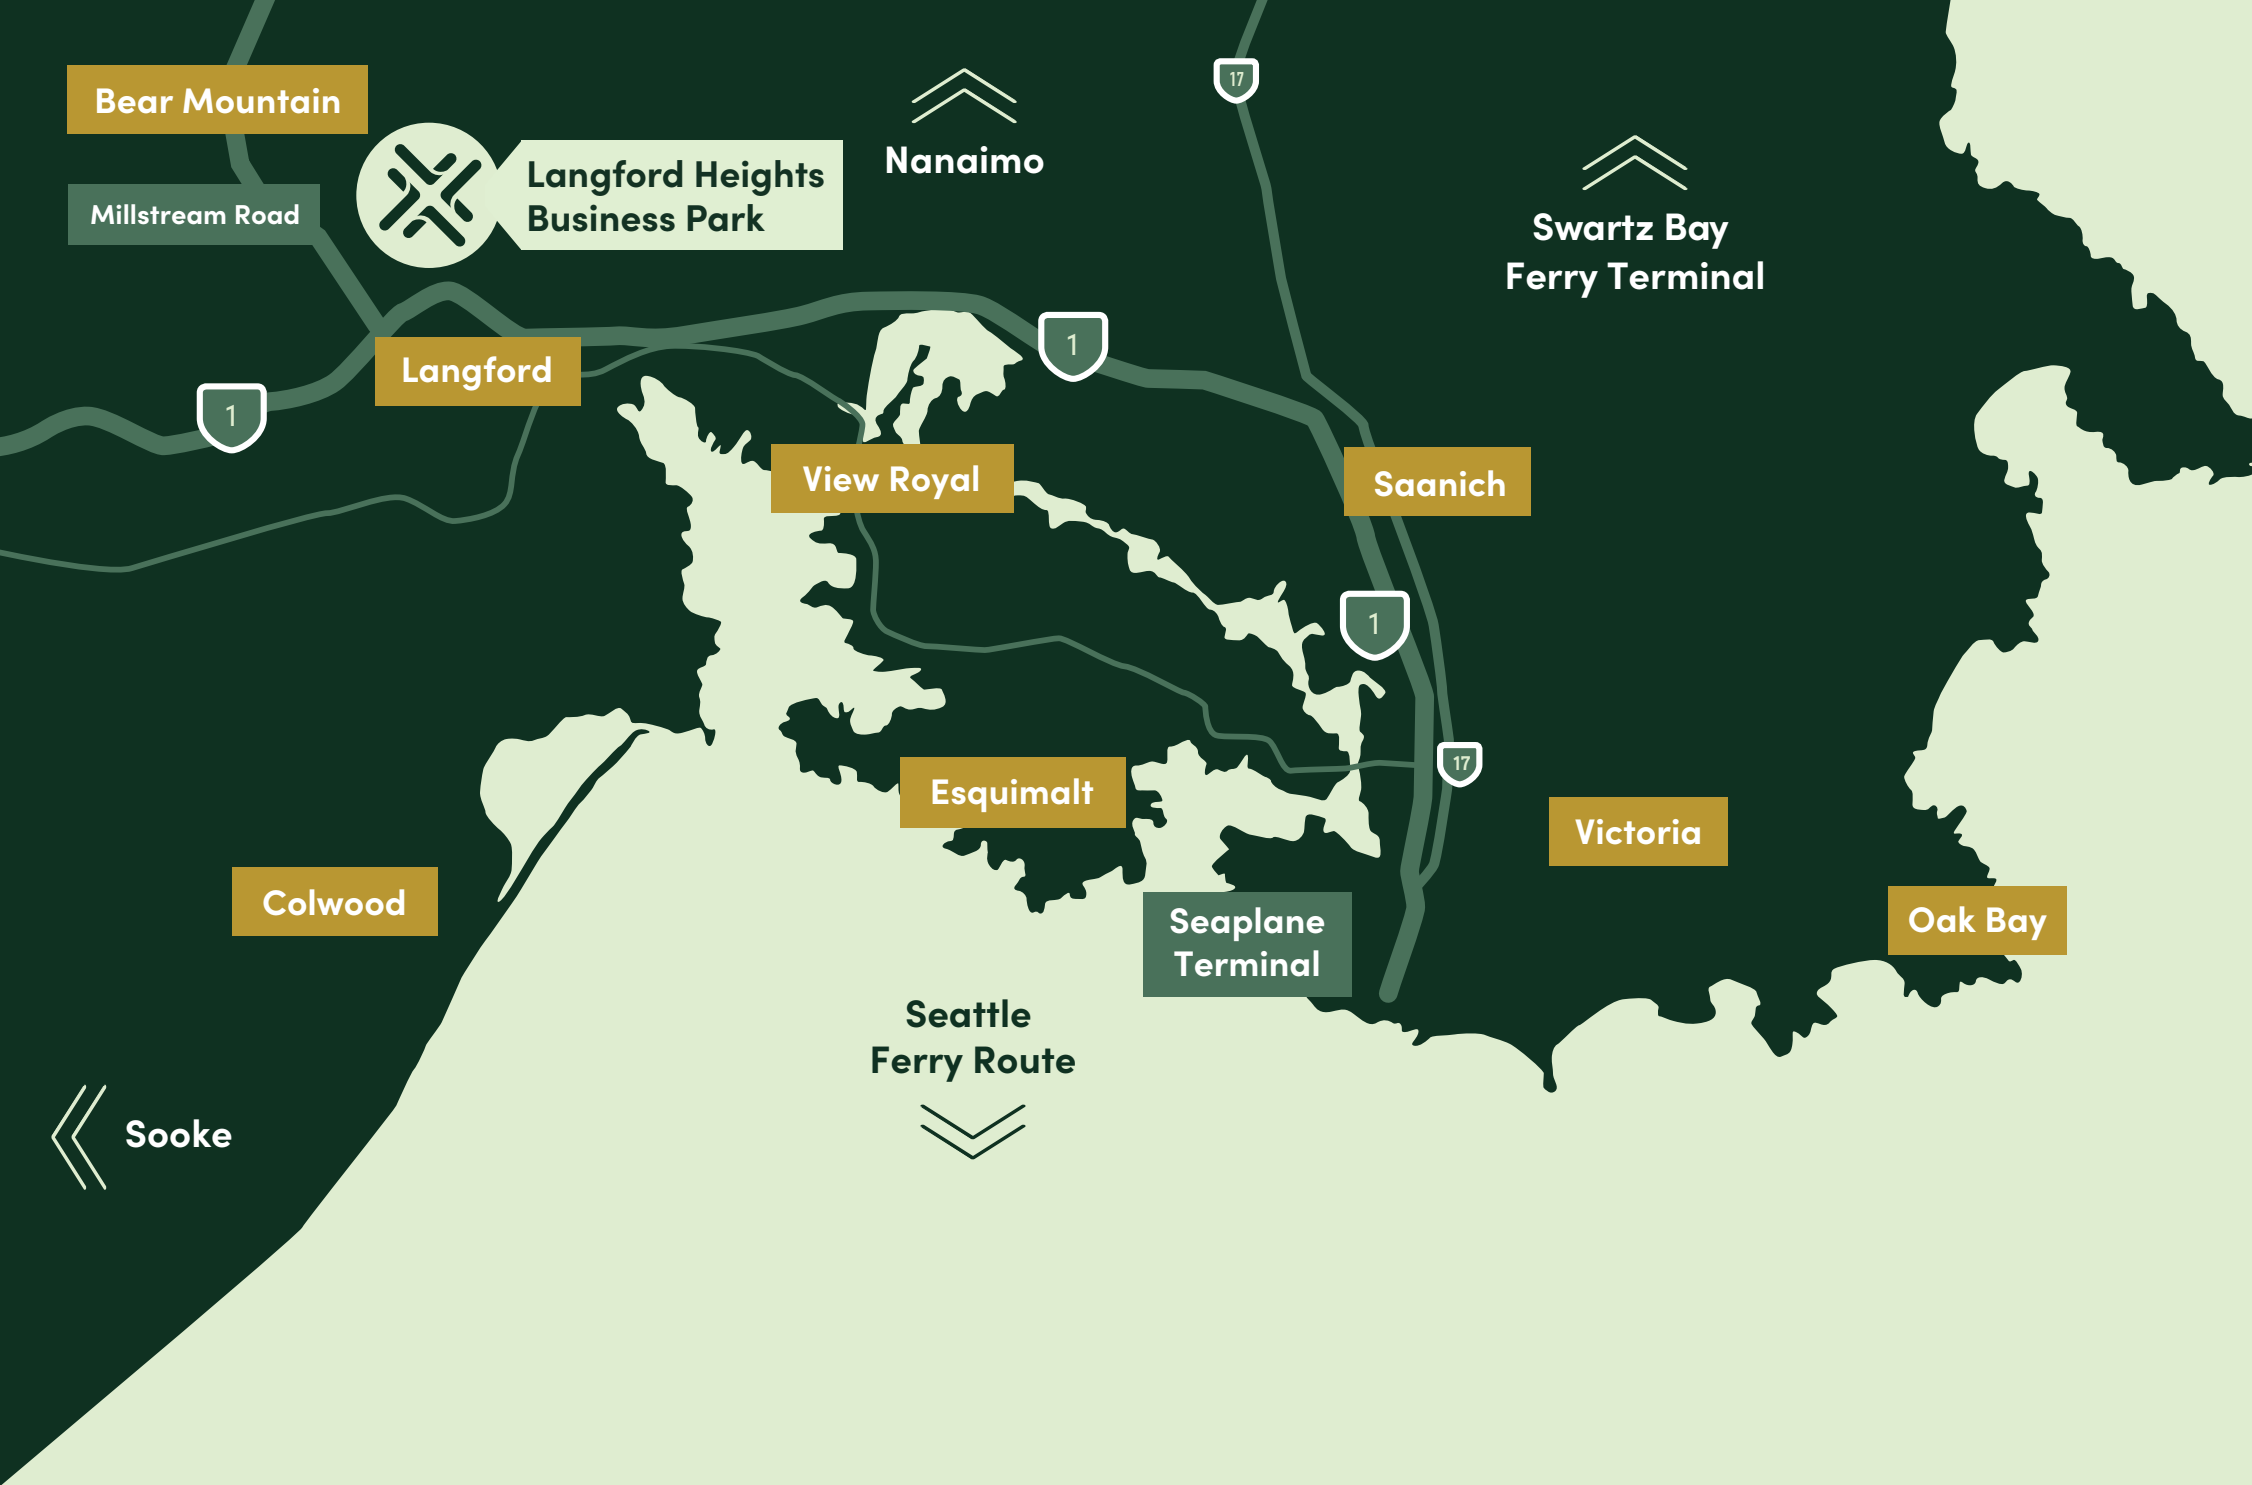 17
Bear Mountain
Nanaimo
Langford Heights
Business Park
Millstream Road
Swartz Bay
Ferry Terminal
1
Langford
1
View Royal
Saanich
1
17
Esquimalt
Victoria
Colwood
Seaplane
Terminal
Oak Bay
Seattle
Ferry Route
Sooke